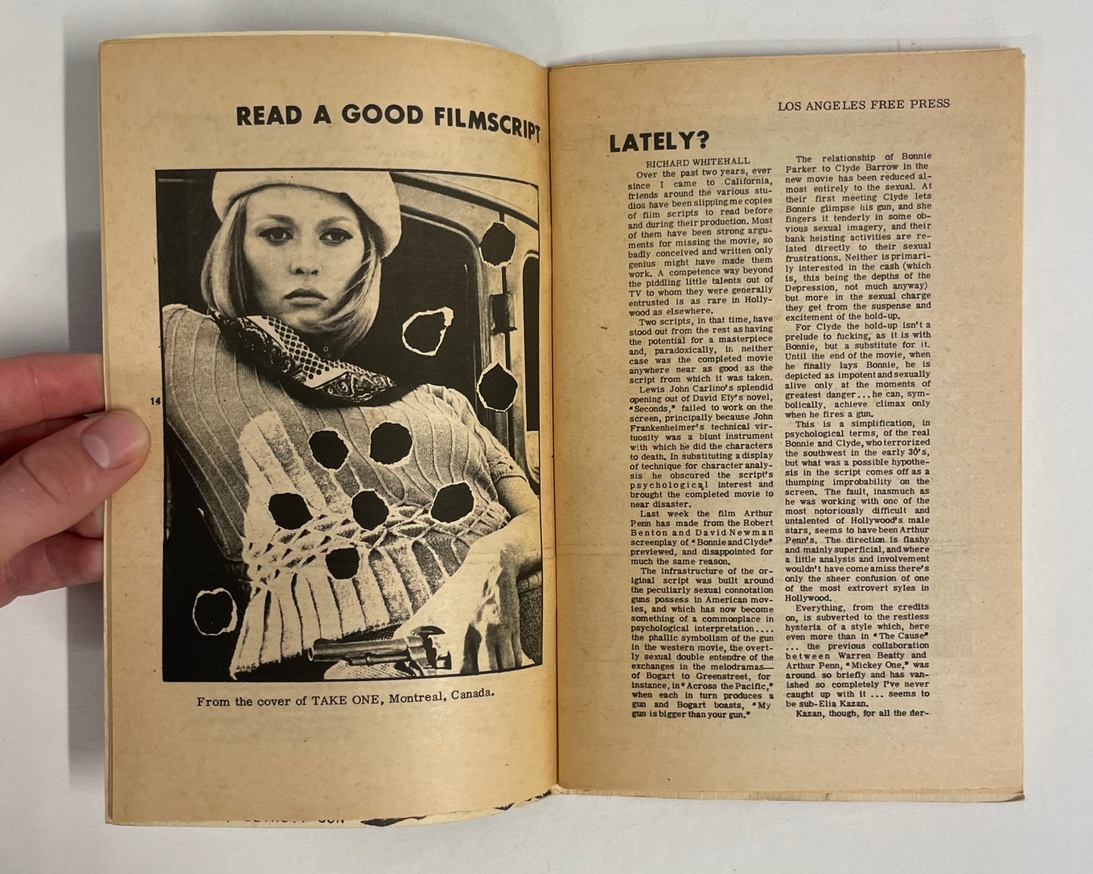 READ A GOOD FILMSCRIPT
14
From the cover of TAKE ONE, Montreal, Canada.
LOS ANGELES FREE PRESS
LATELY?
RICHARD WHITEHALL
Over the past two years, ever
since I came to California,
friends around the various stu-
dios have been slipping me copies
of film scripts to read before
and during their production. Most
of them have been strong argu-
ments for missing the movie, so
badly conceived and written only
genius might have made them
work. A competence way beyond
the piddling little talents out of
TV to whom they were generally
entrusted is as rare in Holly-
wood as elsewhere.
Two scripts, in that time, have
stood out from the rest as having
the potential for a masterpiece
and, paradoxically, in neither
case was the completed movie
anywhere near as good as the
script from which it was taken.
Lewis John Carlino's splendid
opening out of David Ely's novel,
"Seconds," failed to work on the
screen, principally because John
Frankenheimer's technical vir-
tuosity was a blunt instrument
with which he did the characters
to death. In substituting a display
of technique for character analy-
sis he obscured the script's
psychological interest and
brought the completed movie to
near disaster.
Last week the film Arthur
Penn has made from the Robert
Benton and David Newman
screenplay of "Bonnie and Clyde"
previewed, and disappointed for
much the same reason.
The infrastructure of the or-
iginal script was built around
the peculiarly sexual connotation
guns possess in American mov-
ies, and which has now become
something of a commonplace in
psychological interpretation....
the phallic symbolism of the gun
in the western movie, the overt-
ly sexual double entendre of the
exchanges in the melodramas—
of Bogart to Greenstreet, for
instance, in "Across the Pacific,"
when each in turn produces a
gun and Bogart boasts, "My
gun is bigger than your gun."
The relationship of Bonnie
Parker to Clyde Barrow in the
new movie has been reduced al-
most entirely to the sexual. At
their first meeting Clyde lets
Bonnie glimpse his gun, and she
fingers it tenderly in some ob-
vious sexual imagery, and their
bank heisting activities are re-
lated directly to their sexual
frustrations. Neither is primari-
ly interested in the cash (which
is, this being the depths of the
Depression, not much anyway)
but more in the sexual charge
they get from the suspense and
excitement of the hold-up.
For Clyde the hold-up isn't a
prelude to fucking, as it is with
Bonnie, but a substitute for it.
Until the end of the movie, when
he finally lays Bonnie, he is
depicted as impotent and sexually
alive only at the moments of
greatest danger...he can, sym-
bolically, achieve climax only
when he fires a gun.
This is a simplification, in
psychological terms, of the real
Bonnie and Clyde, who terrorized
the southwest in the early 30's,
but what was a possible hypothe-
sis in the script comes off as a
thumping improbability on the
screen. The fault, inasmuch as
he was working with one of the
most notoriously difficult and
untalented of Hollywood's male
stars, seems to have been Arthur
Penn's. The direction is flashy
and mainly superficial, and where
a little analysis and involvement
wouldn't have come amiss there's
only the sheer confusion of one
of the most extrovert syles in
Hollywood.
Everything, from the credits
on, is subverted to the restless
hysteria of a style which, here
even more than in "The Cause"
... the previous collaboration
between Warren Beatty and
Arthur Penn, "Mickey One," was
around so briefly and has van-
ished so completely I've never
caught up with it ... seems to
be sub-Elia Kazan.
Kazan, though, for all the der-